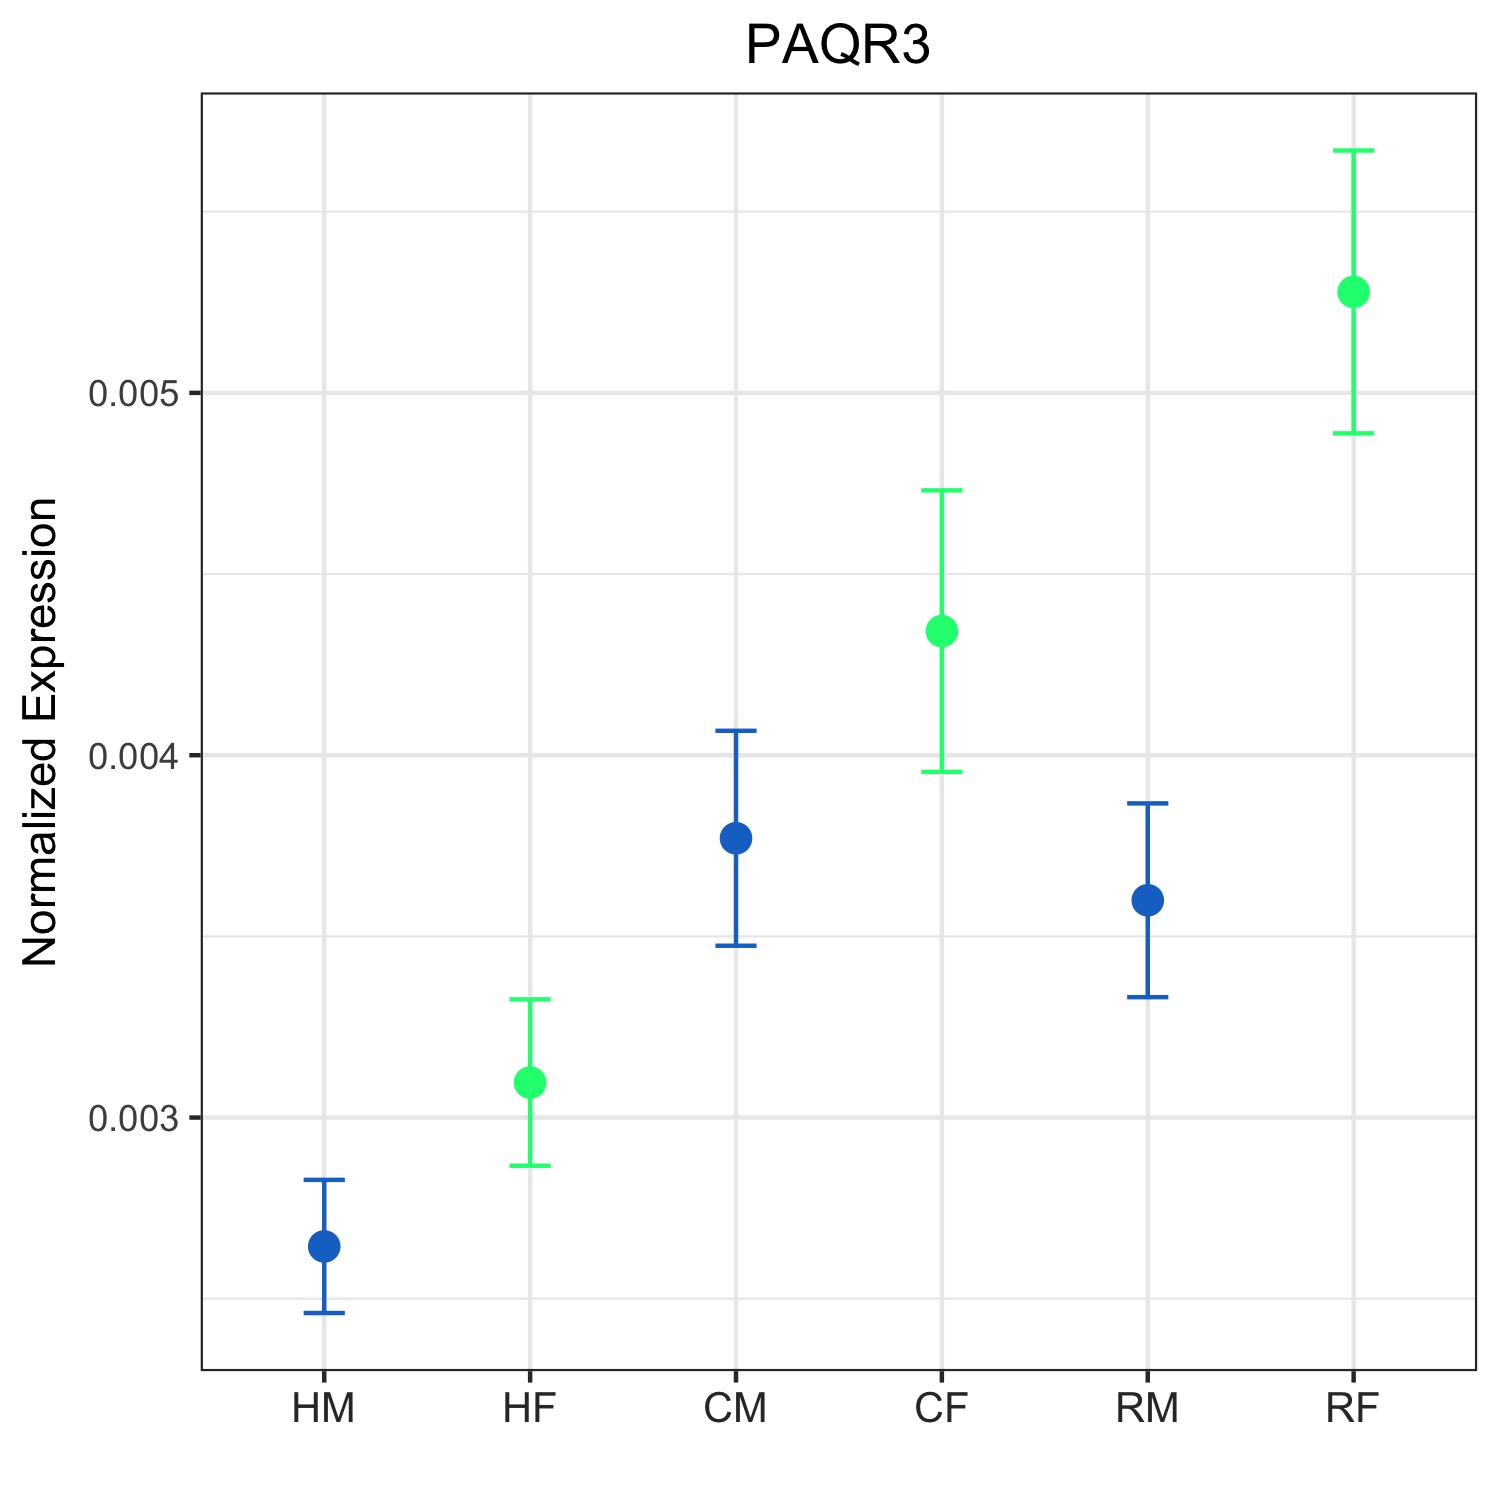 PAQR3
Normalized Expression
0.005
0.004
0.003
HM HF CM CF RM RF